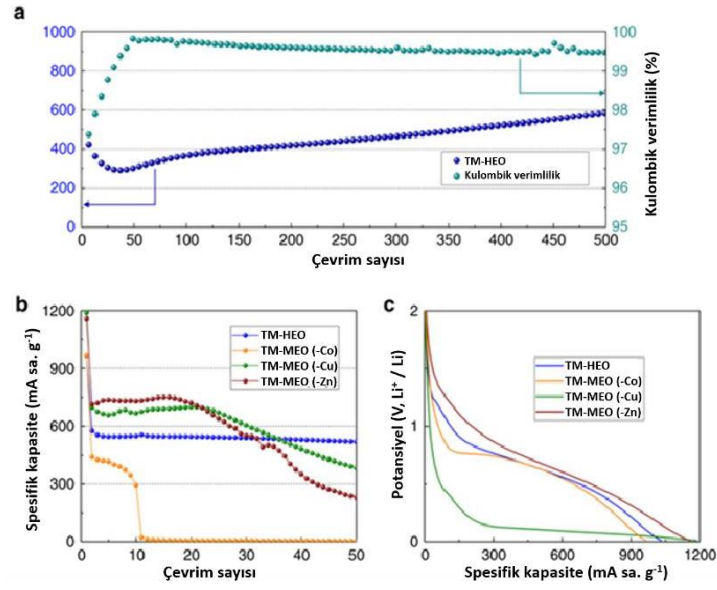 a
1000
800
600
400
200
0
100
99
98
97
96
95
Kulombik verimlilik (%)
TM-HEO
Kulombik verimlilik
0 50 100 150 200 250 300 350 400 450 500
Çevrim sayısı
b
Spesifik kapasite (mA sa. g⁻¹)
1200
900
600
300
0
TM-HEO
TM-MEO (-Co)
TM-MEO (-Cu)
TM-MEO (-Zn)
0 10 20 30 40 50
Çevrim sayısı
c
Potansiyel (V, Li⁺ / Li)
2
1
0
TM-HEO
TM-MEO (-Co)
TM-MEO (-Cu)
TM-MEO (-Zn)
0 300 600 900 1200
Spesifik kapasite (mA sa. g⁻¹)